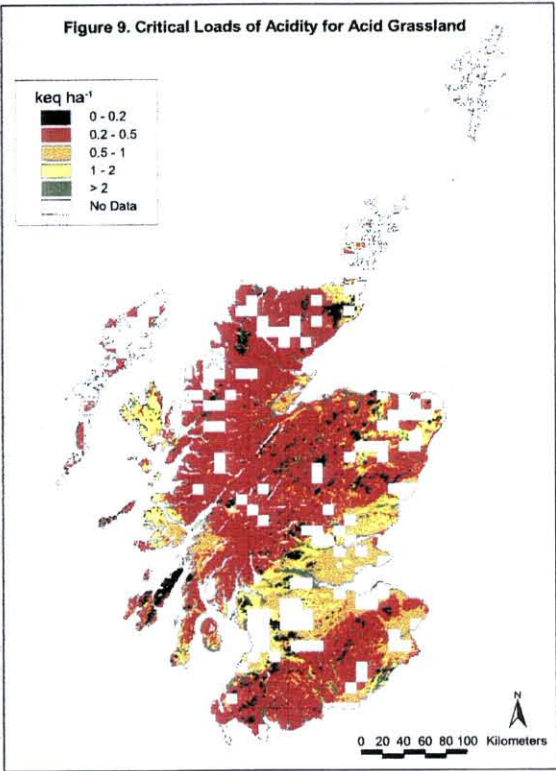 Figure 9. Critical Loads of Acidity for Acid Grassland
keq ha⁻¹
0 - 0.2
0.2 - 0.5
0.5 - 1
1 - 2
> 2
No Data
N
0 20 40 60 80 100 Kilometers